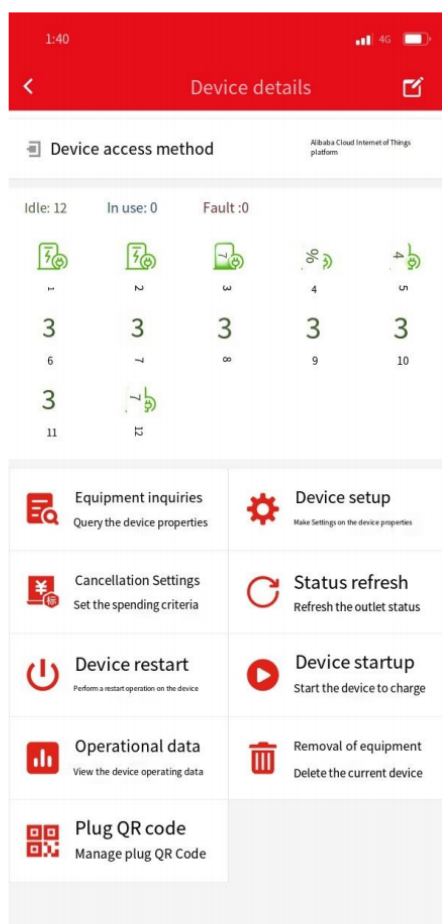 1:40
4G
Device details
Device access method
Alibaba Cloud Internet of Things
platform
Idle: 12
In use: 0
Fault :0
7
%
4
1
2
3
4
5
3
3
3
3
3
6
7
8
9
10
3
7
11
12
Equipment inquiries
Query the device properties
Device setup
Make Settings on the device properties
Cancellation Settings
Set the spending criteria
Status refresh
Refresh the outlet status
Device restart
Perform a restart operation on the device
Device startup
Start the device to charge
Operational data
View the device operating data
Removal of equipment
Delete the current device
Plug QR code
Manage plug QR Code